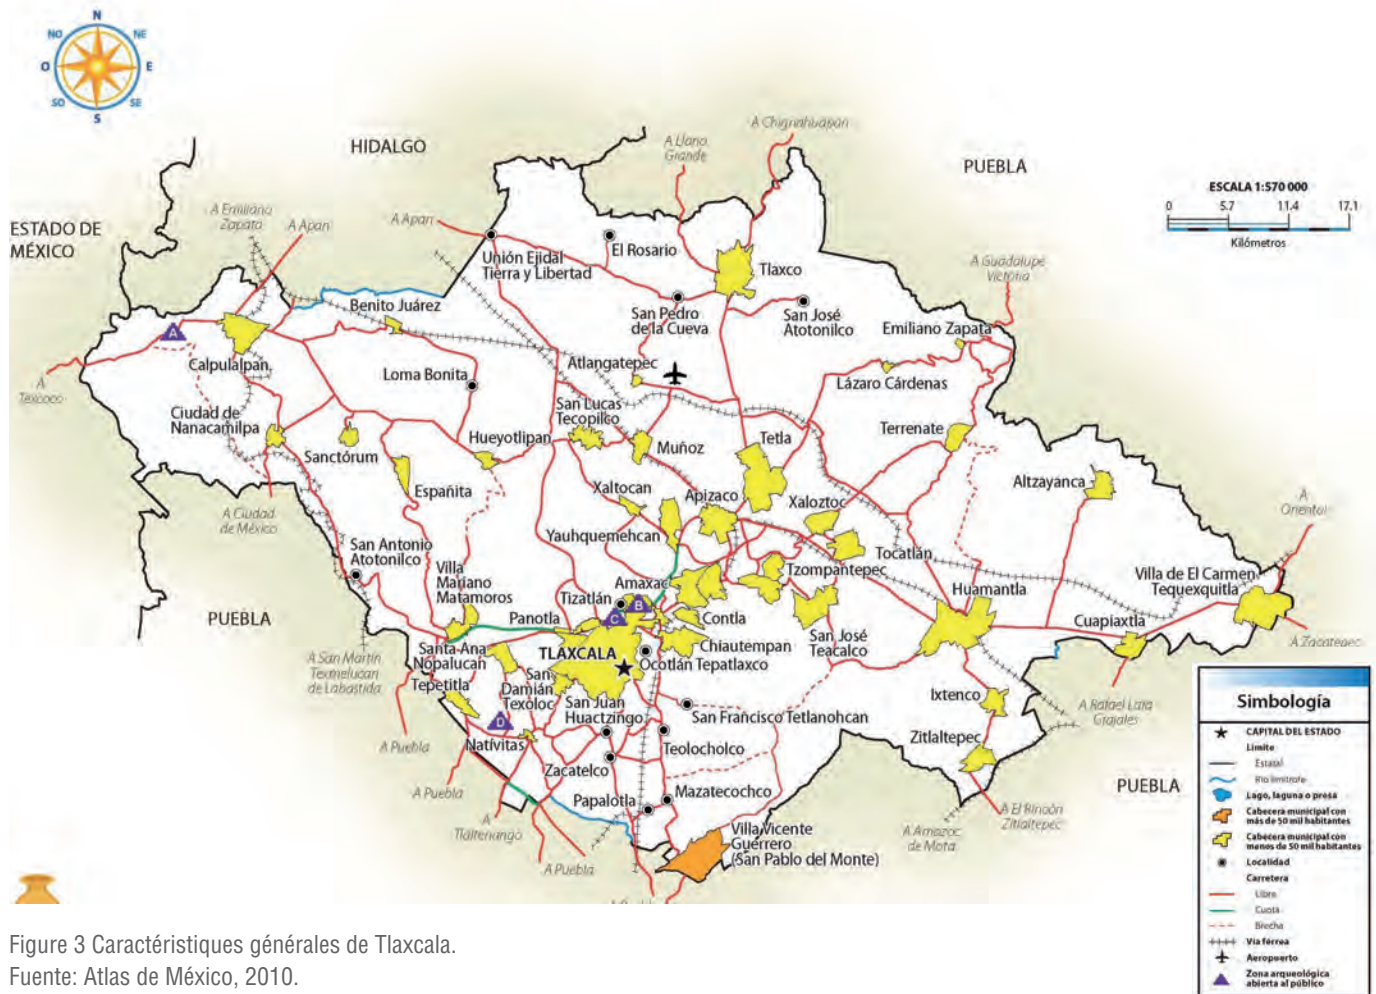 N
NO
NE
O
E
SO
SE
S
HIDALGO
PUEBLA
ESTADO DE
MÉXICO
A Emiliano
Zapata
A Apan
A Apan
A Llano
Grande
A Chignahuapan
A Guadalupe
Victoria
ESCALA 1:570 000
0 5.7 11.4 17.1
Kilómetros
Unión Ejidal
Tierra y Libertad
El Rosario
Tlaxco
Benito Juárez
San Pedro
de la Cueva
San José
Atotonilco
Emiliano Zapata
A
Calpulalpan
A
Texcoco
Loma Bonita
Atlangatepec
Lázaro Cárdenas
Ciudad de
Nanacamilpa
San Lucas
Tecopilco
Sanctórum
Hueyotlipan
Muñoz
Tetla
Terrenate
Españita
Xaltocan
Apizaco
Xaloztoc
Altzayanca
A
Oriental
A Ciudad
de México
Yauhquemehcan
San Antonio
Atotonilco
Tocatlán
Villa
Mariano
Matamoros
Amaxac
Tzompantepec
Huamantla
Villa de El Carmen
Tequexquitla
Tizatlán
B
C
PUEBLA
Panotla
Contla
Cuapiaxtla
San José
Teacalco
A Zacatepec
Santa Ana
Nopalucan
TLAXCALA
Chiautempan
Ocotlán Tepatlaxco
A San Martín
Texmelucan
de Labastida
Tepetitla
San
Damián
Texoloc
San Juan
Huactzingo
Ixtenco
A Rafael Lara
Grajales
D
San Francisco Tetlanohcan
Natívitas
Teolocholco
Zitlaltepec
A Puebla
Zacatelco
A Puebla
Papalotla
Mazatecochco
PUEBLA
A
Tlaltenango
Villa Vicente
Guerrero
(San Pablo del Monte)
A Amozoc
de Mota
A El Rincón
Zitlaltepec
A Puebla
Simbología
CAPITAL DEL ESTADO
Límite
Estatal
Río limítrofe
Lago, laguna o presa
Cabecera municipal con
más de 50 mil habitantes
Cabecera municipal con
menos de 50 mil habitantes
Localidad
Carretera
Libre
Cuota
Brecha
Vía férrea
Aeropuerto
Zona arqueológica
abierta al público
Figure 3 Caractéristiques générales de Tlaxcala.
Fuente: Atlas de México, 2010.